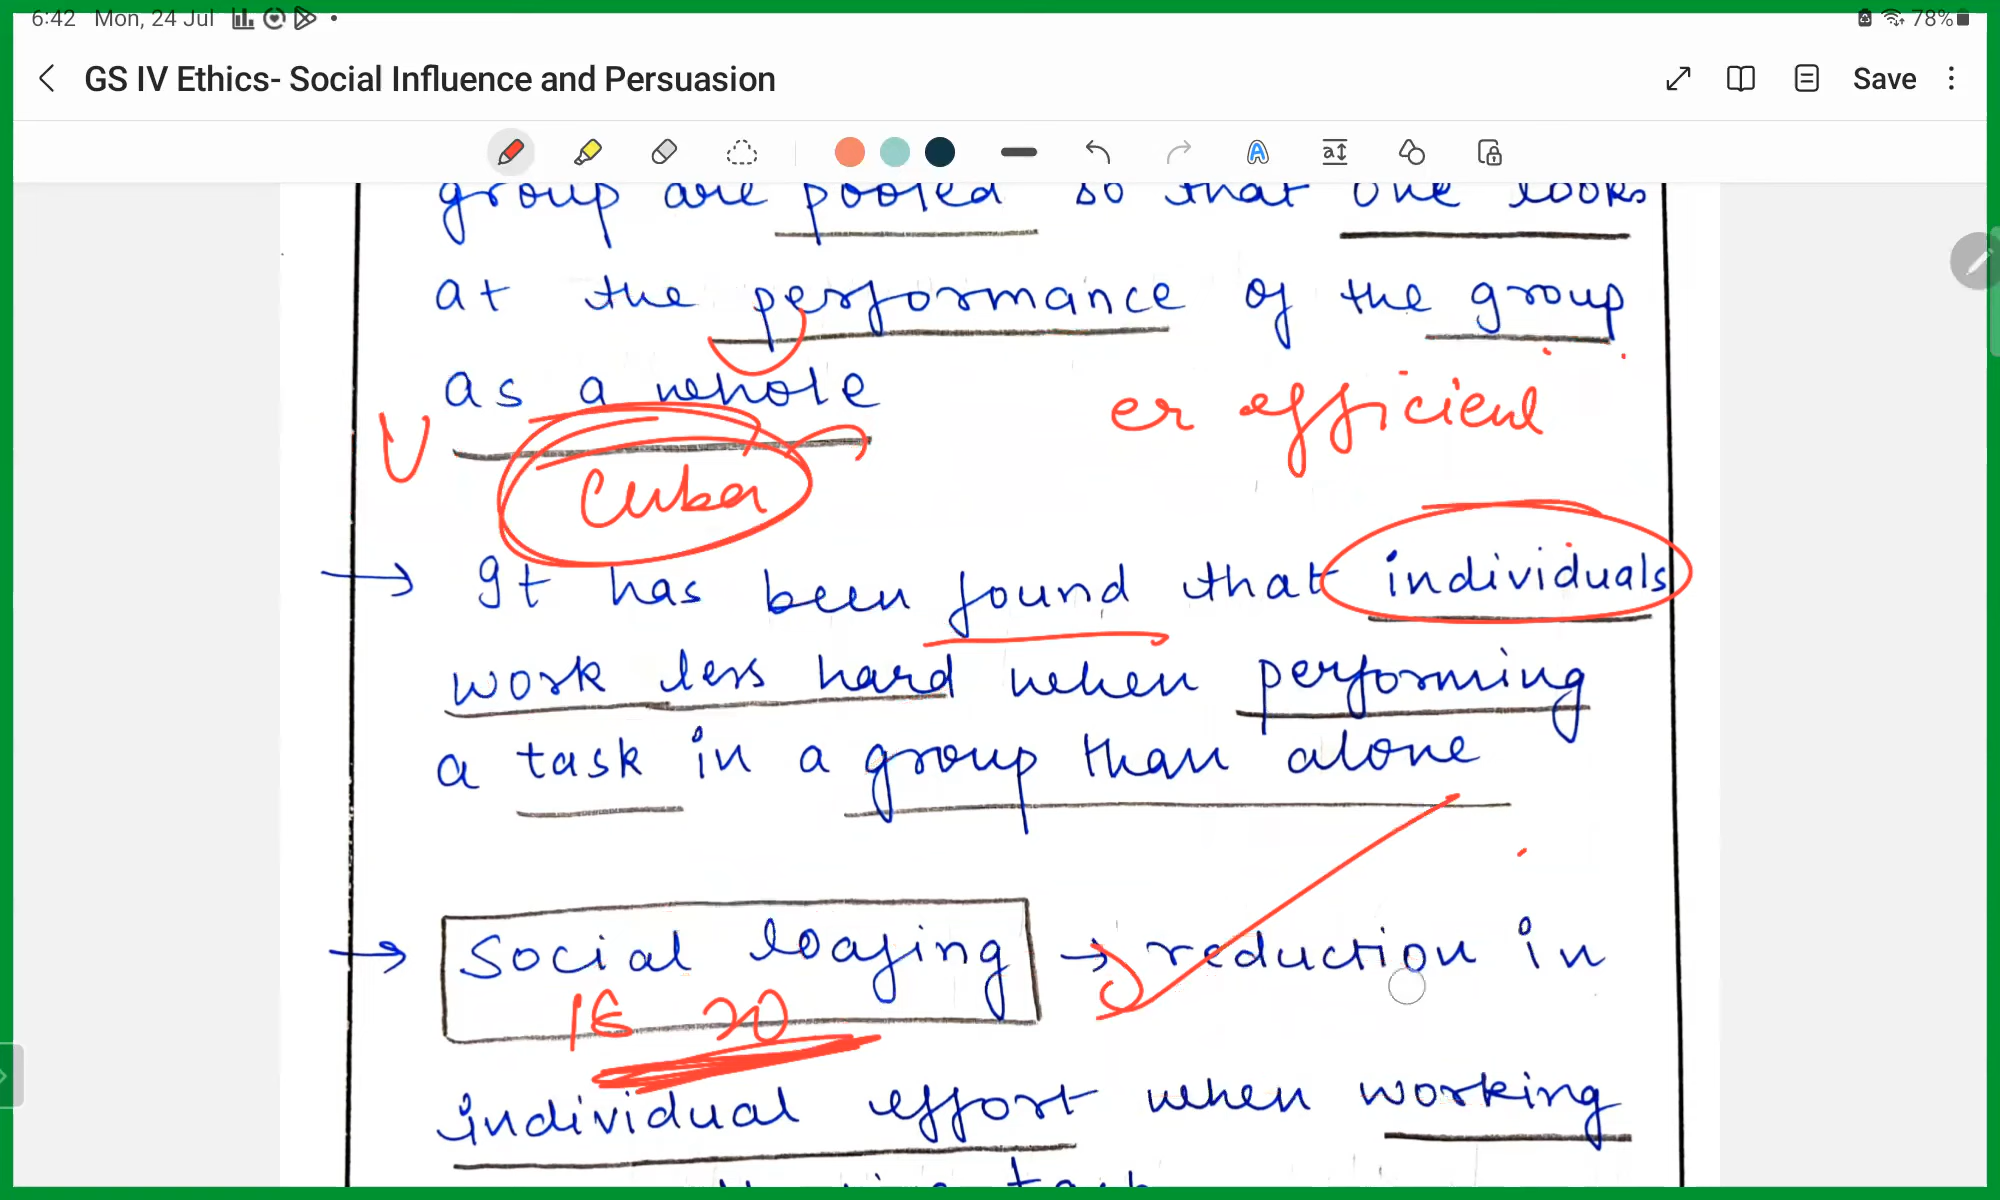 6:42 Mon, 24 Jul 78%
GS IV Ethics- Social Influence and Persuasion Save
group are pooled so that one looks
at the performance of the group
as a whole er efficient
Cuba
→ It has been found that individuals
work less hard when performing
a task in a group than alone
→ Social loafing → reduction in
20
individual effort when working
task